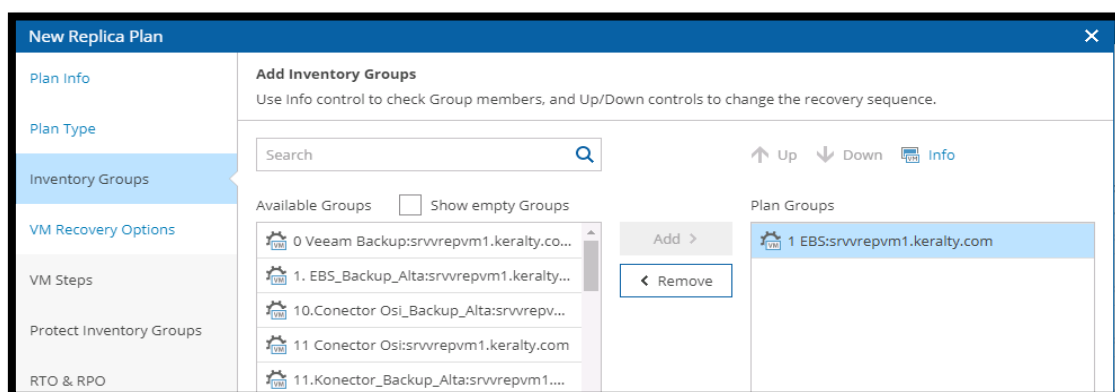 New Replica Plan
Plan Info
Plan Type
Inventory Groups
VM Recovery Options
VM Steps
Protect Inventory Groups
RTO & RPO
Add Inventory Groups
Use Info control to check Group members, and Up/Down controls to change the recovery sequence.
Search
Up Down Info
Available Groups Show empty Groups
0 Veeam Backup:srvvrepvm1.keralty.co...
1. EBS_Backup_Alta:srvvrepvm1.keralty...
10.Conector Osi_Backup_Alta:srvvrepv...
11 Conector Osi:srvvrepvm1.keralty.com
11.Konector_Backup_Alta:srvvrepvm1....
Add >
< Remove
Plan Groups
1 EBS:srvvrepvm1.keralty.com